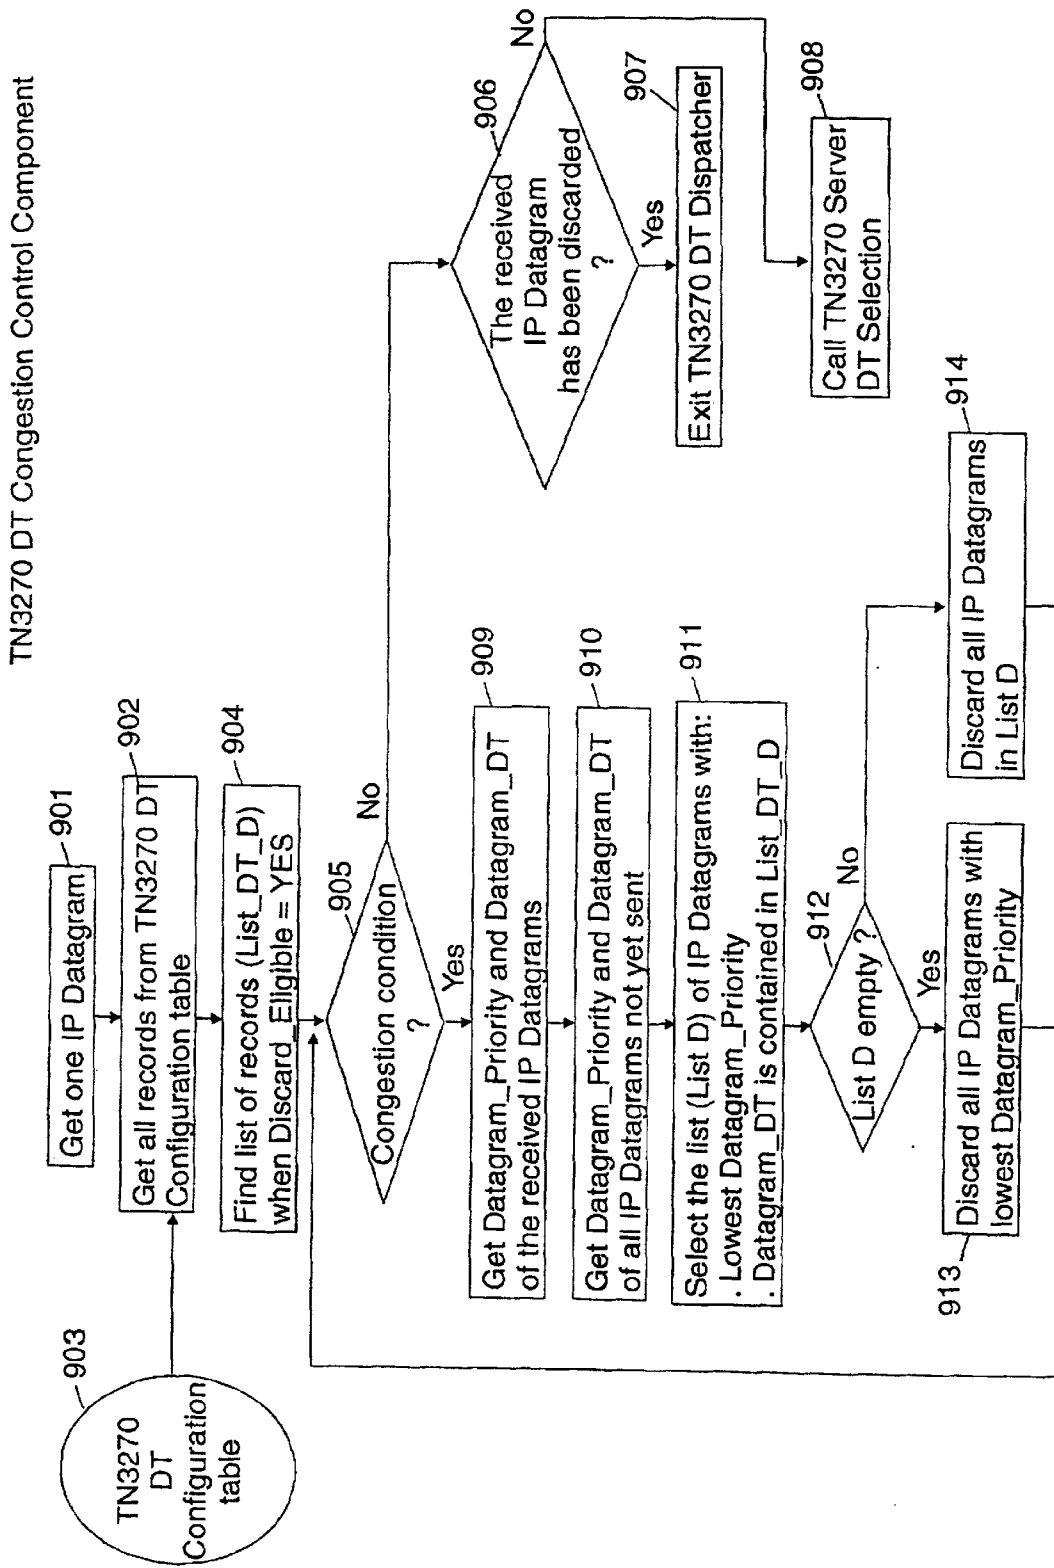 TN3270 DT Congestion Control Component
901
Get one IP Datagram
902
Get all records from TN3270 DT
Configuration table
903
TN3270
DT
Configuration
table
904
Find list of records (List_DT_D)
when Discard_Eligible = YES
905
Congestion condition
?
No
Yes
906
The received
IP Datagram
has been discarded
?
No
Yes
907
Exit TN3270 DT Dispatcher
908
Call TN3270 Server
DT Selection
909
Get Datagram_Priority and Datagram_DT
of the received IP Datagrams
910
Get Datagram_Priority and Datagram_DT
of all IP Datagrams not yet sent
911
Select the list (List D) of IP Datagrams with:
. Lowest Datagram_Priority
. Datagram_DT is contained in List_DT_D
912
List D empty ?
No
Yes
913
Discard all IP Datagrams with
lowest Datagram_Priority
914
Discard all IP Datagrams
in List D